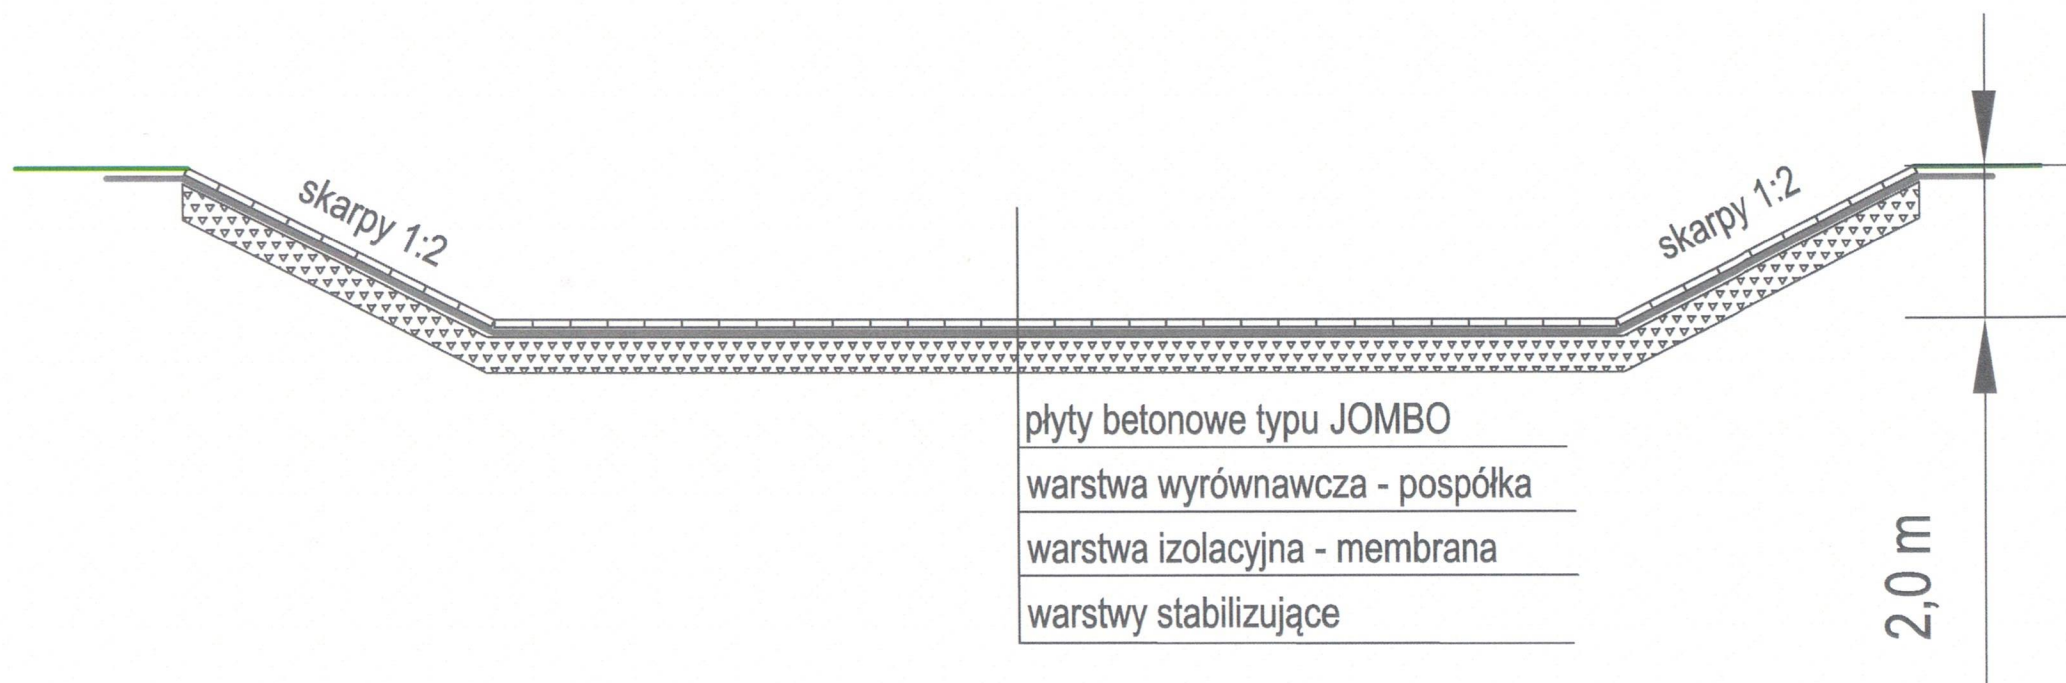 skarpy 1:2
skarpy 1:2
płyty betonowe typu JOMBO
warstwa wyrównawcza - pospółka
warstwa izolacyjna - membrana
warstwy stabilizujące
2,0 m